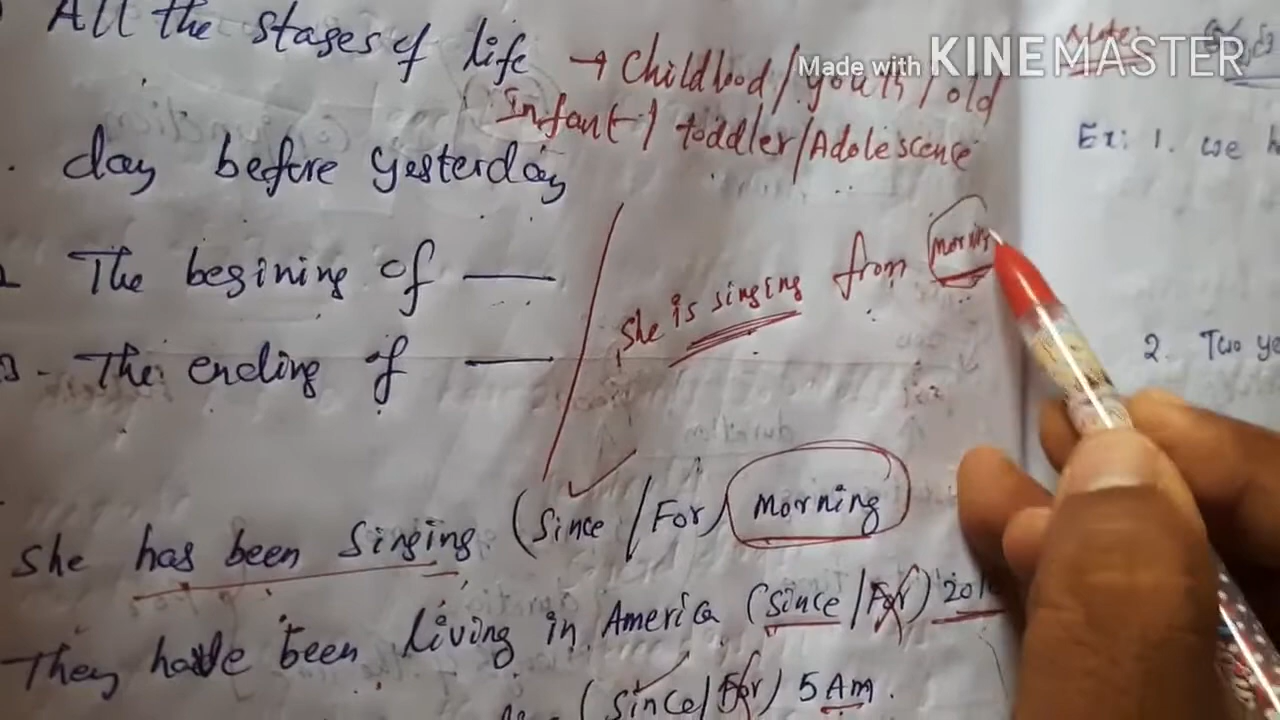 All the stages of life → Childhood / youth / old
Infant / toddler / Adolescence
Made with KINEMASTER
Note:
Ex: 1. we
day before yesterday
The begining of —
She is singing from morning
3. The ending of —
2. Two
She has been singing (Since / For) morning
They have been living in America (since / For)
(Since / For) 5 Am.